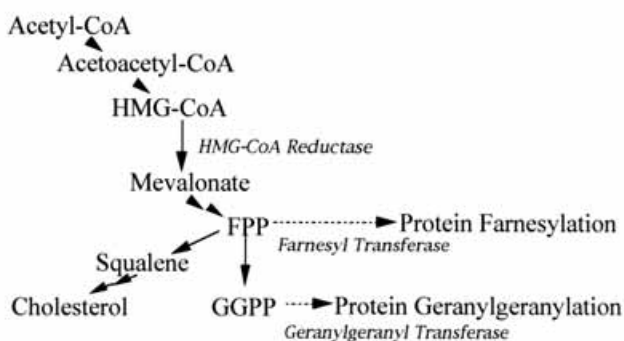 Acetyl-CoA
Acetoacetyl-CoA
HMG-CoA
HMG-CoA Reductase
Mevalonate
FPP
Protein Farnesylation
Farnesyl Transferase
Squalene
Cholesterol
GGPP
Protein Geranylgeranylation
Geranylgeranyl Transferase